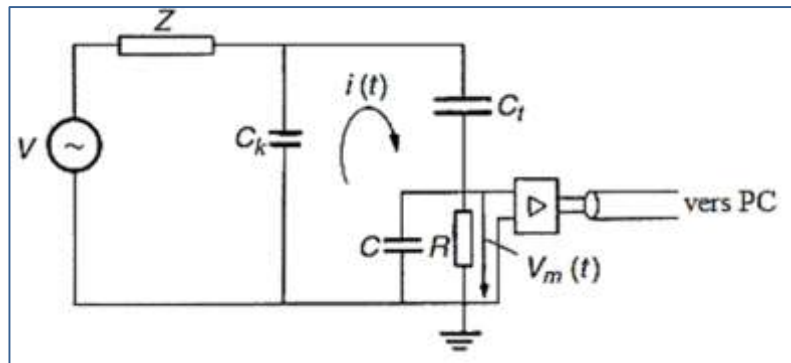 Z
i (t)
C_t
V
~
C_k
vers PC
C
R
V_m (t)